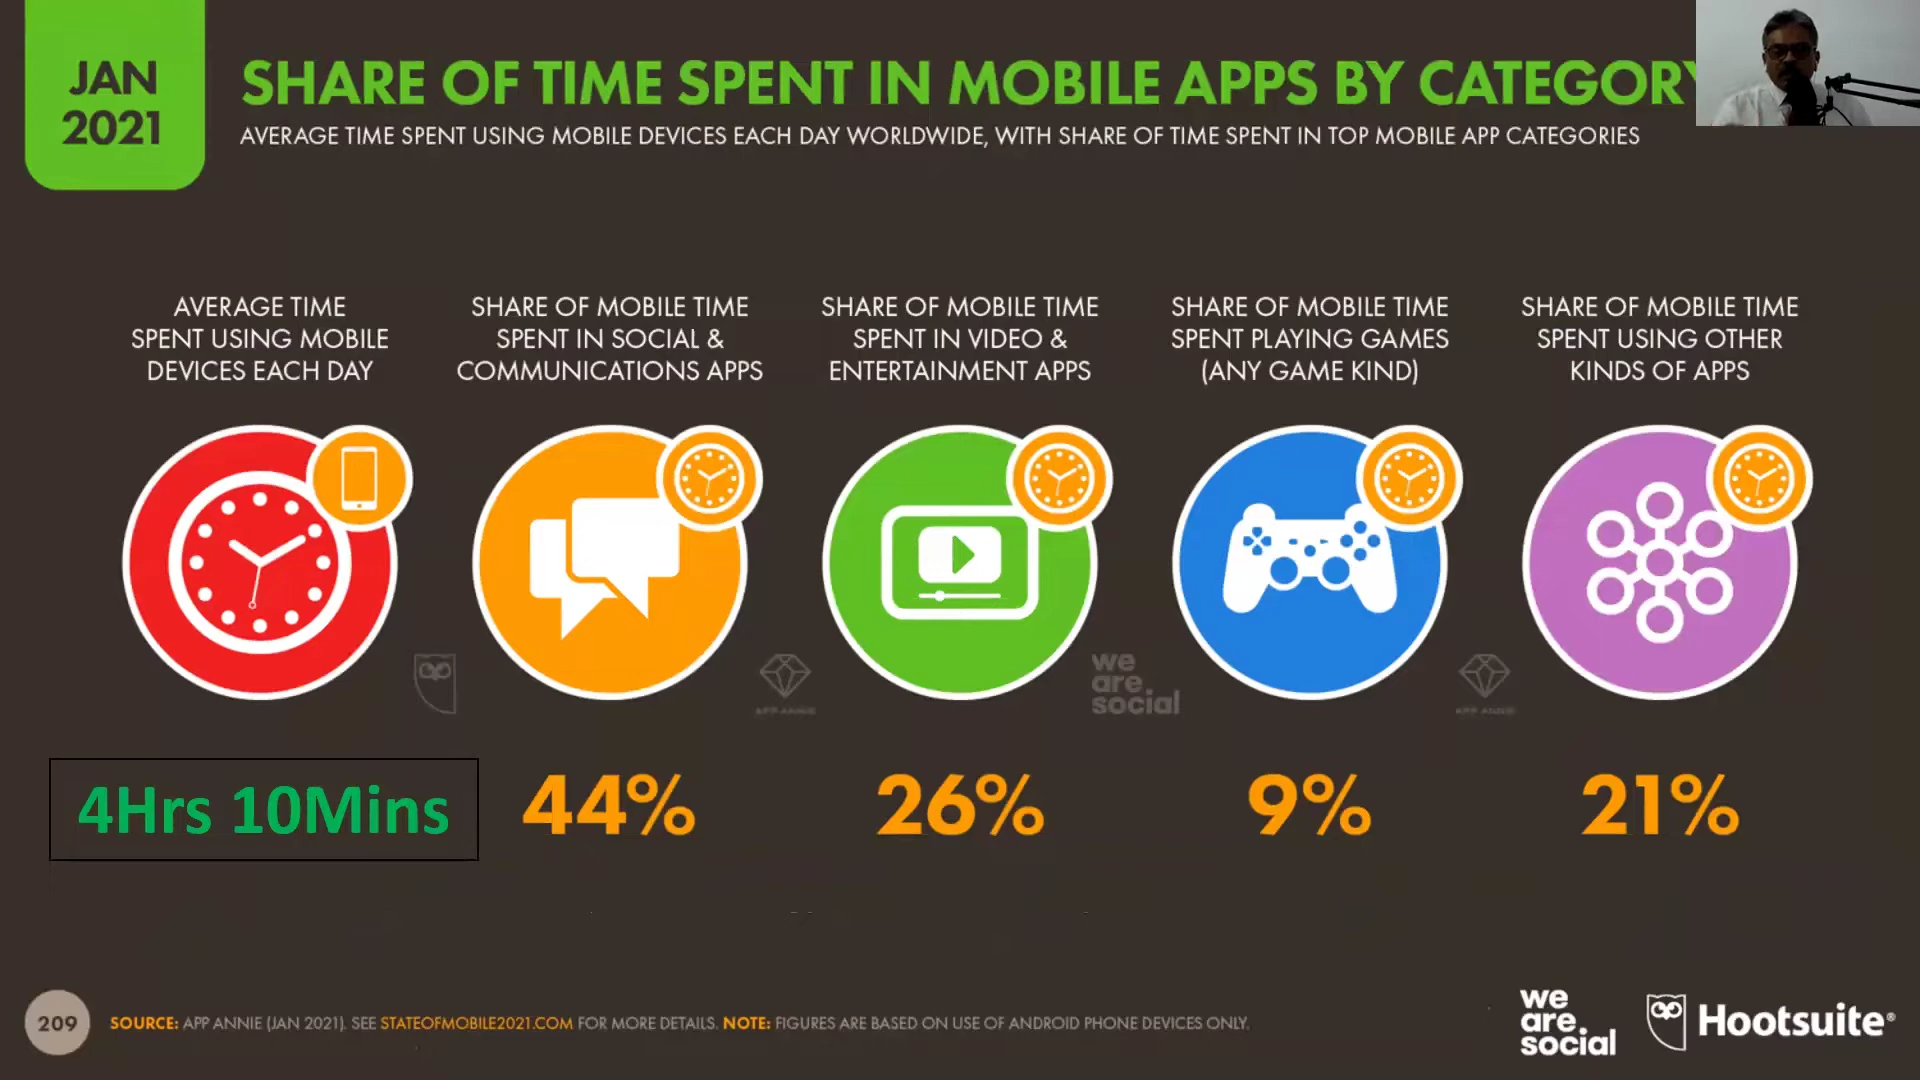 JAN
2021
SHARE OF TIME SPENT IN MOBILE APPS BY CATEGORY
AVERAGE TIME SPENT USING MOBILE DEVICES EACH DAY WORLDWIDE, WITH SHARE OF TIME SPENT IN TOP MOBILE APP CATEGORIES
AVERAGE TIME
SPENT USING MOBILE
DEVICES EACH DAY
SHARE OF MOBILE TIME
SPENT IN SOCIAL &
COMMUNICATIONS APPS
SHARE OF MOBILE TIME
SPENT IN VIDEO &
ENTERTAINMENT APPS
SHARE OF MOBILE TIME
SPENT PLAYING GAMES
(ANY GAME KIND)
SHARE OF MOBILE TIME
SPENT USING OTHER
KINDS OF APPS
APP ANNIE
we
are
social
APP ANNIE
4Hrs 10Mins
44%
26%
9%
21%
209
SOURCE: APP ANNIE (JAN 2021). SEE STATEOFMOBILE2021.COM FOR MORE DETAILS. NOTE: FIGURES ARE BASED ON USE OF ANDROID PHONE DEVICES ONLY.
we
are
social
Hootsuite®